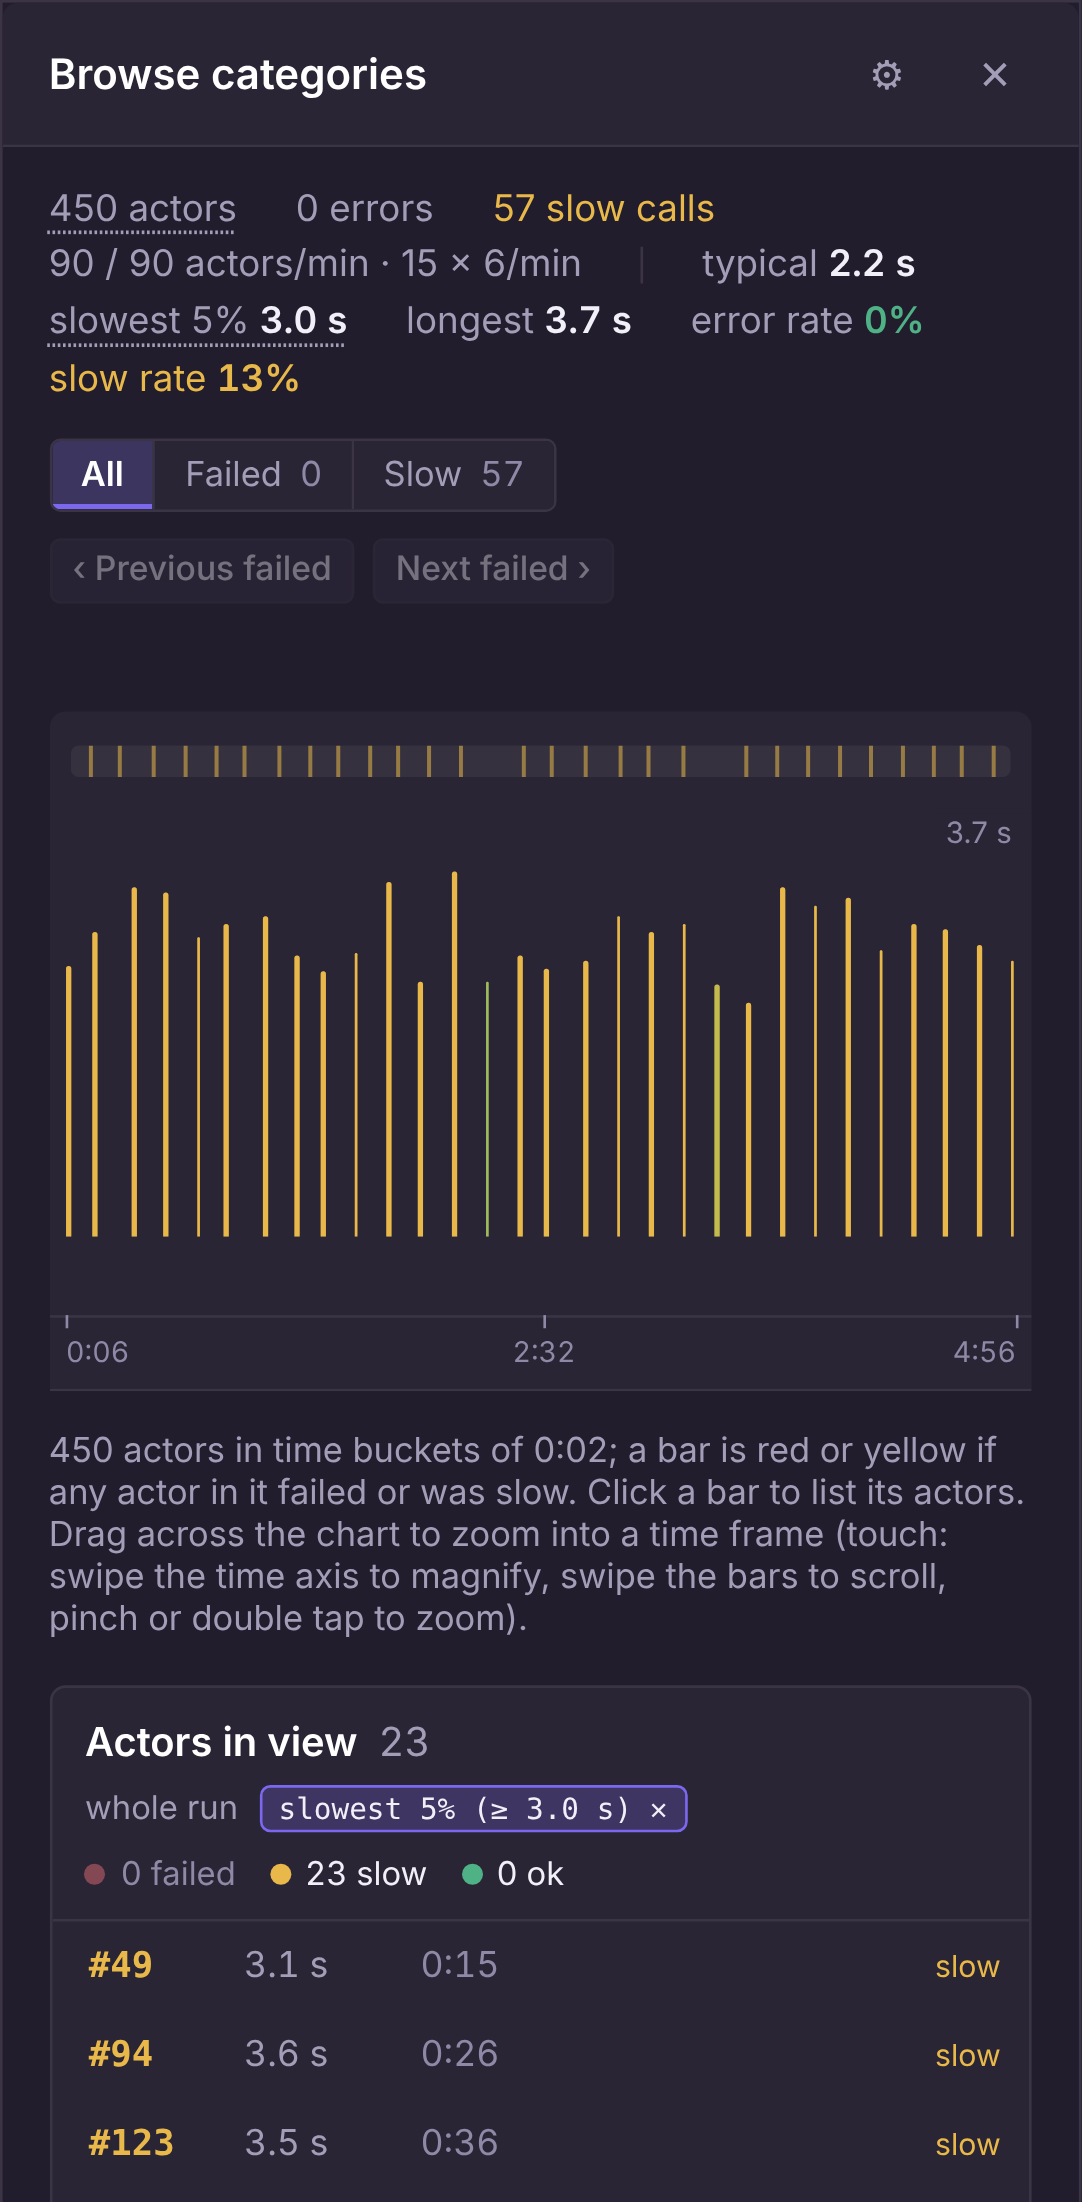 Browse categories ⚙ ×
450 actors 0 errors 57 slow calls
90 / 90 actors/min · 15 × 6/min typical 2.2 s
slowest 5% 3.0 s longest 3.7 s error rate 0%
slow rate 13%
All Failed 0 Slow 57
‹ Previous failed Next failed ›
3.7 s
0:06 2:32 4:56
450 actors in time buckets of 0:02; a bar is red or yellow if
any actor in it failed or was slow. Click a bar to list its actors.
Drag across the chart to zoom into a time frame (touch:
swipe the time axis to magnify, swipe the bars to scroll,
pinch or double tap to zoom).
Actors in view 23
whole run slowest 5% (≥ 3.0 s) ×
0 failed 23 slow 0 ok
#49 3.1 s 0:15 slow
#94 3.6 s 0:26 slow
#123 3.5 s 0:36 slow